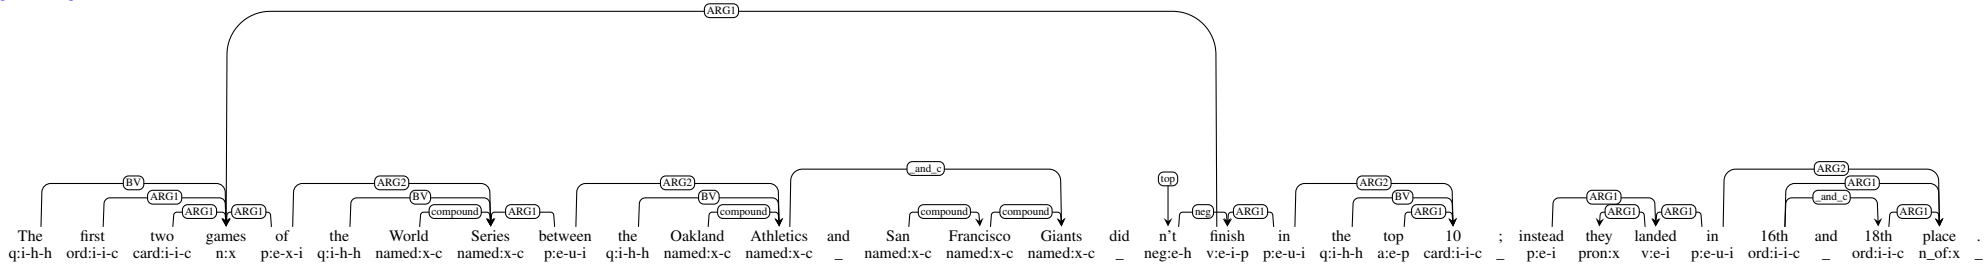 ARG1
_and_c
BV ARG2 ARG2 top ARG2 ARG2
ARG1 BV BV BV ARG1 ARG1
ARG1 ARG1 compound ARG1 compound compound compound neg ARG1 ARG1 ARG1 ARG1 _and_c ARG1
The first two games of the World Series between the Oakland Athletics and San Francisco Giants did n't finish in the top 10 ; instead they landed in 16th and 18th place .
q:i-h-h ord:i-i-c card:i-i-c n:x p:e-x-i q:i-h-h named:x-c named:x-c p:e-u-i q:i-h-h named:x-c named:x-c _ named:x-c named:x-c named:x-c _ neg:e-h v:e-i-p p:e-u-i q:i-h-h a:e-p card:i-i-c _ p:e-i pron:x v:e-i p:e-u-i ord:i-i-c _ ord:i-i-c n_of:x _